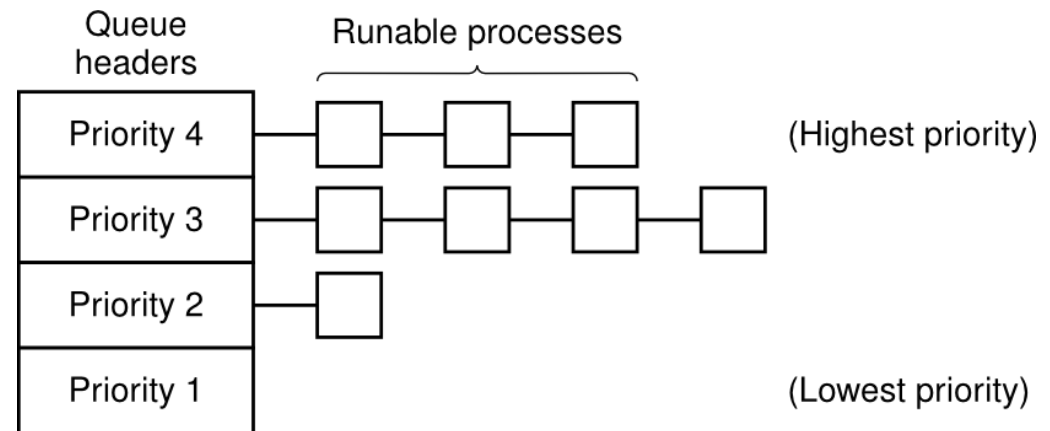 Queue
headers
Runable processes
Priority 4
(Highest priority)
Priority 3
Priority 2
Priority 1
(Lowest priority)